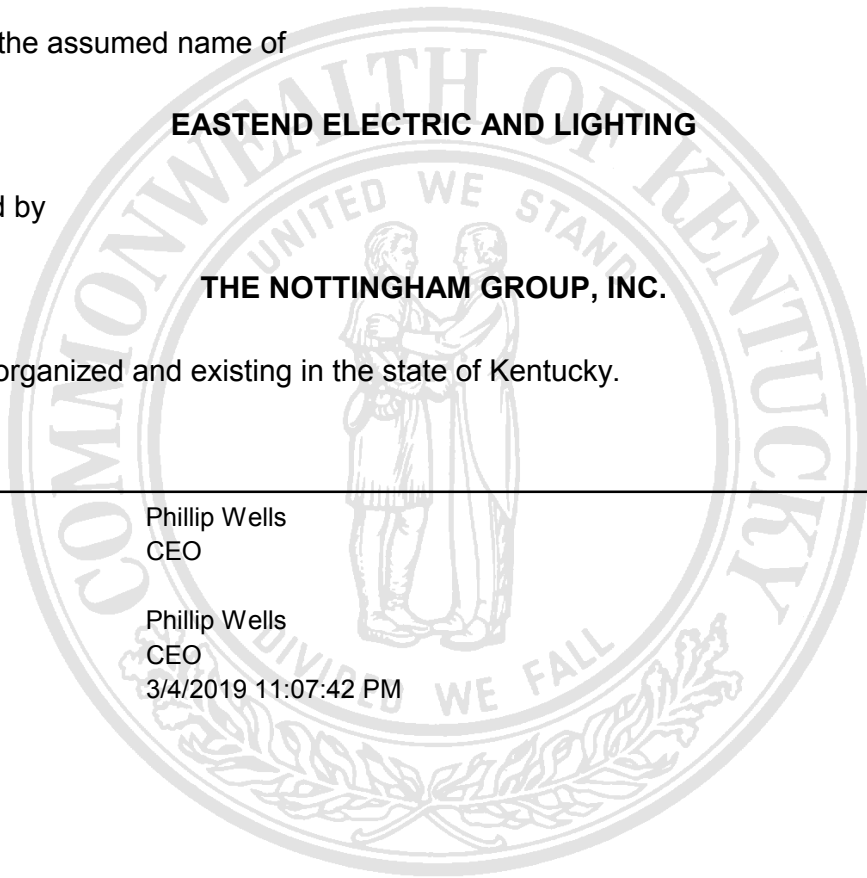 the assumed name of
EASTEND ELECTRIC AND LIGHTING
d by
THE NOTTINGHAM GROUP, INC.
organized and existing in the state of Kentucky.
Phillip Wells
CEO
Phillip Wells
CEO
3/4/2019 11:07:42 PM
COMMONWEALTH OF KENTUCKY
UNITED WE STAND
DIVIDED WE FALL